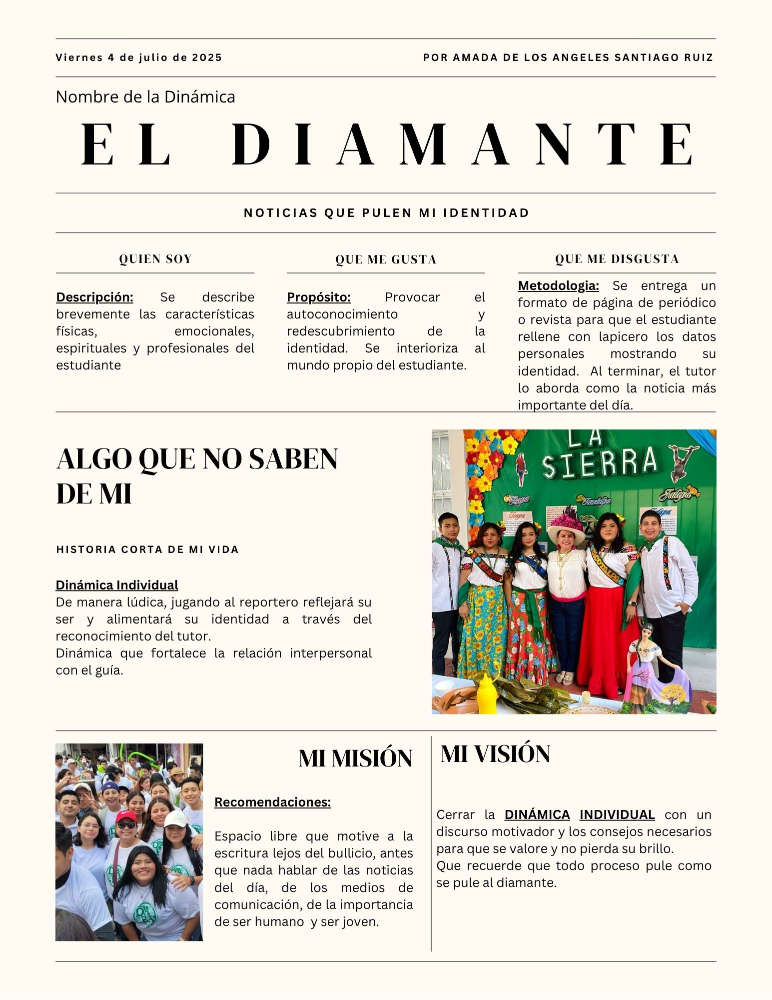 Viernes 4 de julio de 2025
POR AMADA DE LOS ANGELES SANTIAGO RUIZ
Nombre de la Dinámica
EL DIAMANTE
NOTICIAS QUE PULEN MI IDENTIDAD
QUIEN SOY
Descripción: Se describe
brevemente las características
físicas, emocionales,
espirituales y profesionales del
estudiante
QUE ME GUSTA
Propósito: Provocar el
autoconocimiento y
redescubrimiento de la
identidad. Se interioriza al
mundo propio del estudiante.
QUE ME DISGUSTA
Metodologia: Se entrega un
formato de página de periódico
o revista para que el estudiante
rellene con lapicero los datos
personales mostrando su
identidad.  Al terminar, el tutor
lo aborda como la noticia más
importante del día.
ALGO QUE NO SABEN
DE MI
HISTORIA CORTA DE MI VIDA
Dinámica Individual
De manera lúdica, jugando al reportero reflejará su
ser y alimentará su identidad a través del
reconocimiento del tutor.
Dinámica que fortalece la relación interpersonal
con el guía.
LA
SIERRA
Teapa
Tacotalpa
Jalapa
Teapa
Jalapa
TEAPA
TACOTALPA
MI MISIÓN
Recomendaciones:
Espacio libre que motive a la
escritura lejos del bullicio, antes
que nada hablar de las noticias
del día, de los medios de
comunicación, de la importancia
de ser humano  y ser joven.
DAEA
MI VISIÓN
Cerrar la DINÁMICA INDIVIDUAL con un
discurso motivador y los consejos necesarios
para que se valore y no pierda su brillo.
Que recuerde que todo proceso pule como
se pule al diamante.